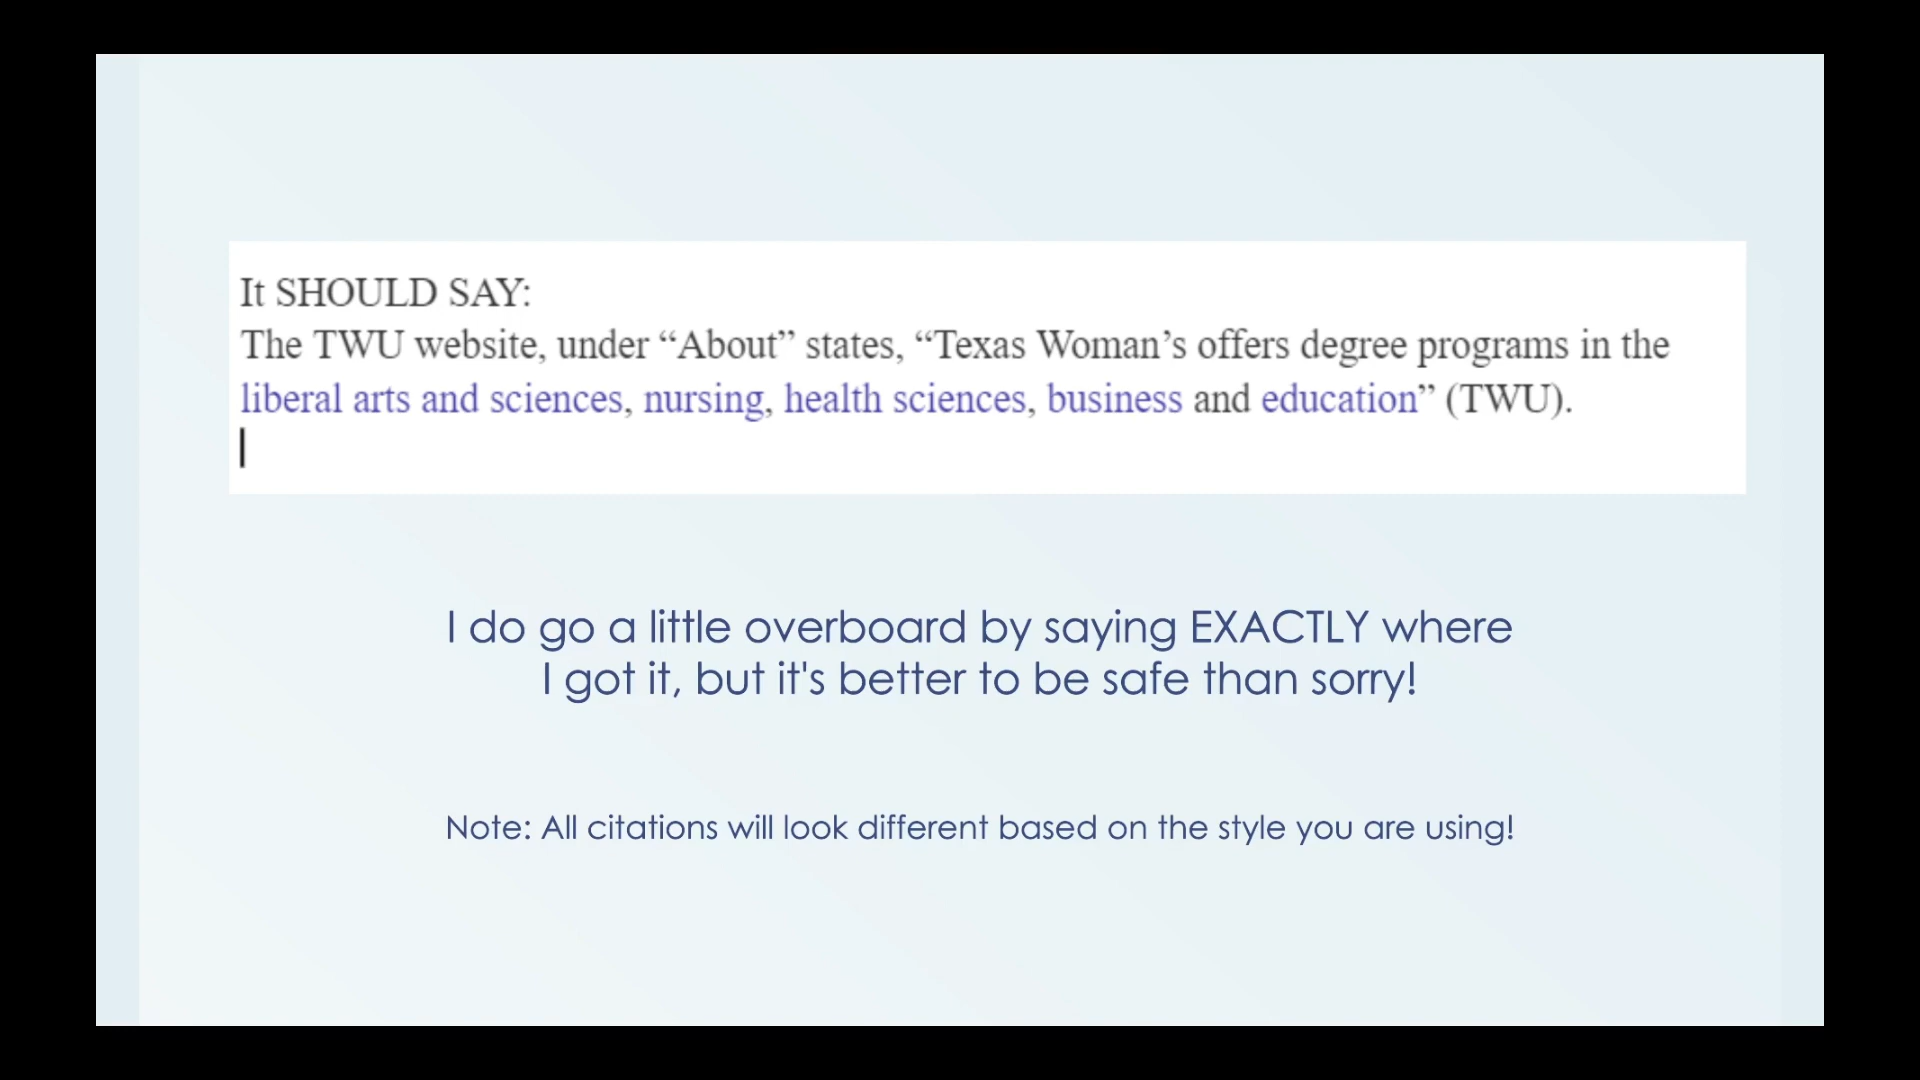 It SHOULD SAY:
The TWU website, under “About” states, “Texas Woman’s offers degree programs in the
liberal arts and sciences, nursing, health sciences, business and education” (TWU).
I do go a little overboard by saying EXACTLY where
I got it, but it's better to be safe than sorry!
Note: All citations will look different based on the style you are using!